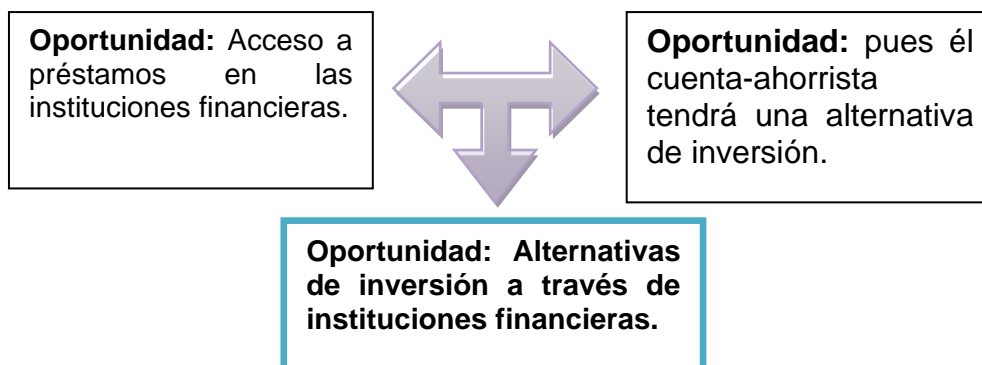 Oportunidad: Acceso a
préstamos en las
instituciones financieras.
Oportunidad: pues él
cuenta-ahorrista
tendrá una alternativa
de inversión.
Oportunidad: Alternativas
de inversión a través de
instituciones financieras.